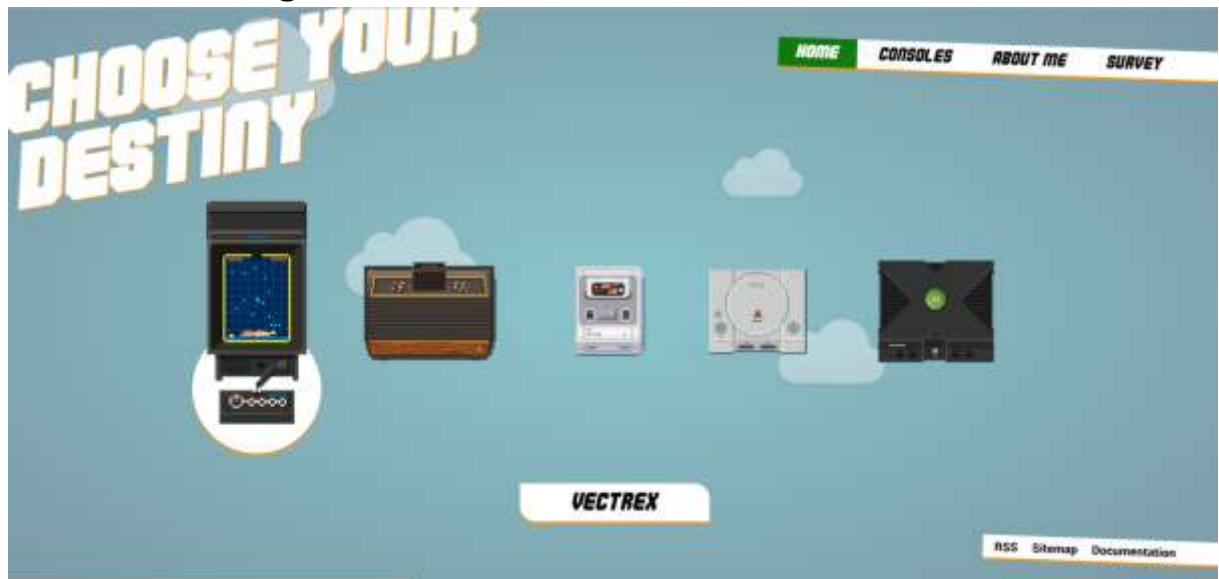 CHOOSE YOUR
DESTINY
HOME CONSOLES ABOUT ME SURVEY
VECTREX
RSS Sitemap Documentation